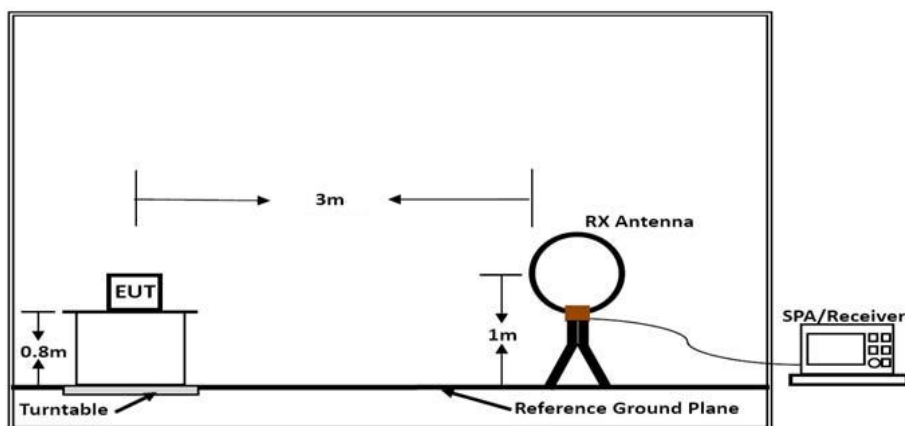 3m
RX Antenna
EUT
SPA/Receiver
0.8m
1m
Turntable
Reference Ground Plane